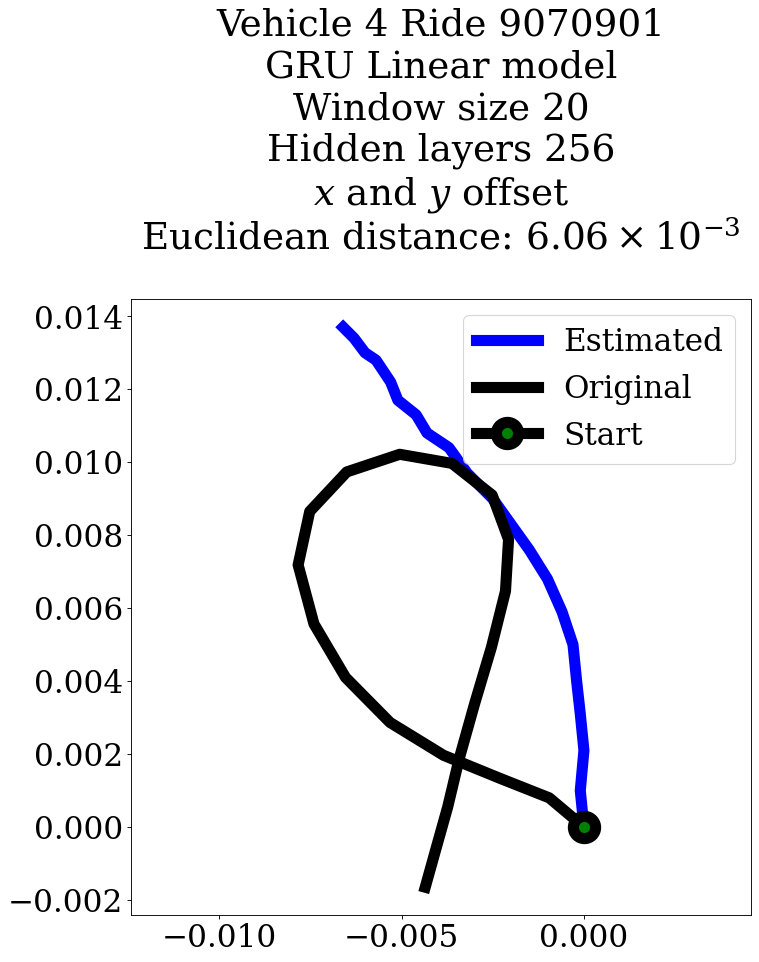 Vehicle 4 Ride 9070901
GRU Linear model
Window size 20
Hidden layers 256
x and y offset
Euclidean distance: 6.06 × 10⁻³
Estimated
Original
Start
0.014
0.012
0.010
0.008
0.006
0.004
0.002
0.000
−0.002
−0.010
−0.005
0.000